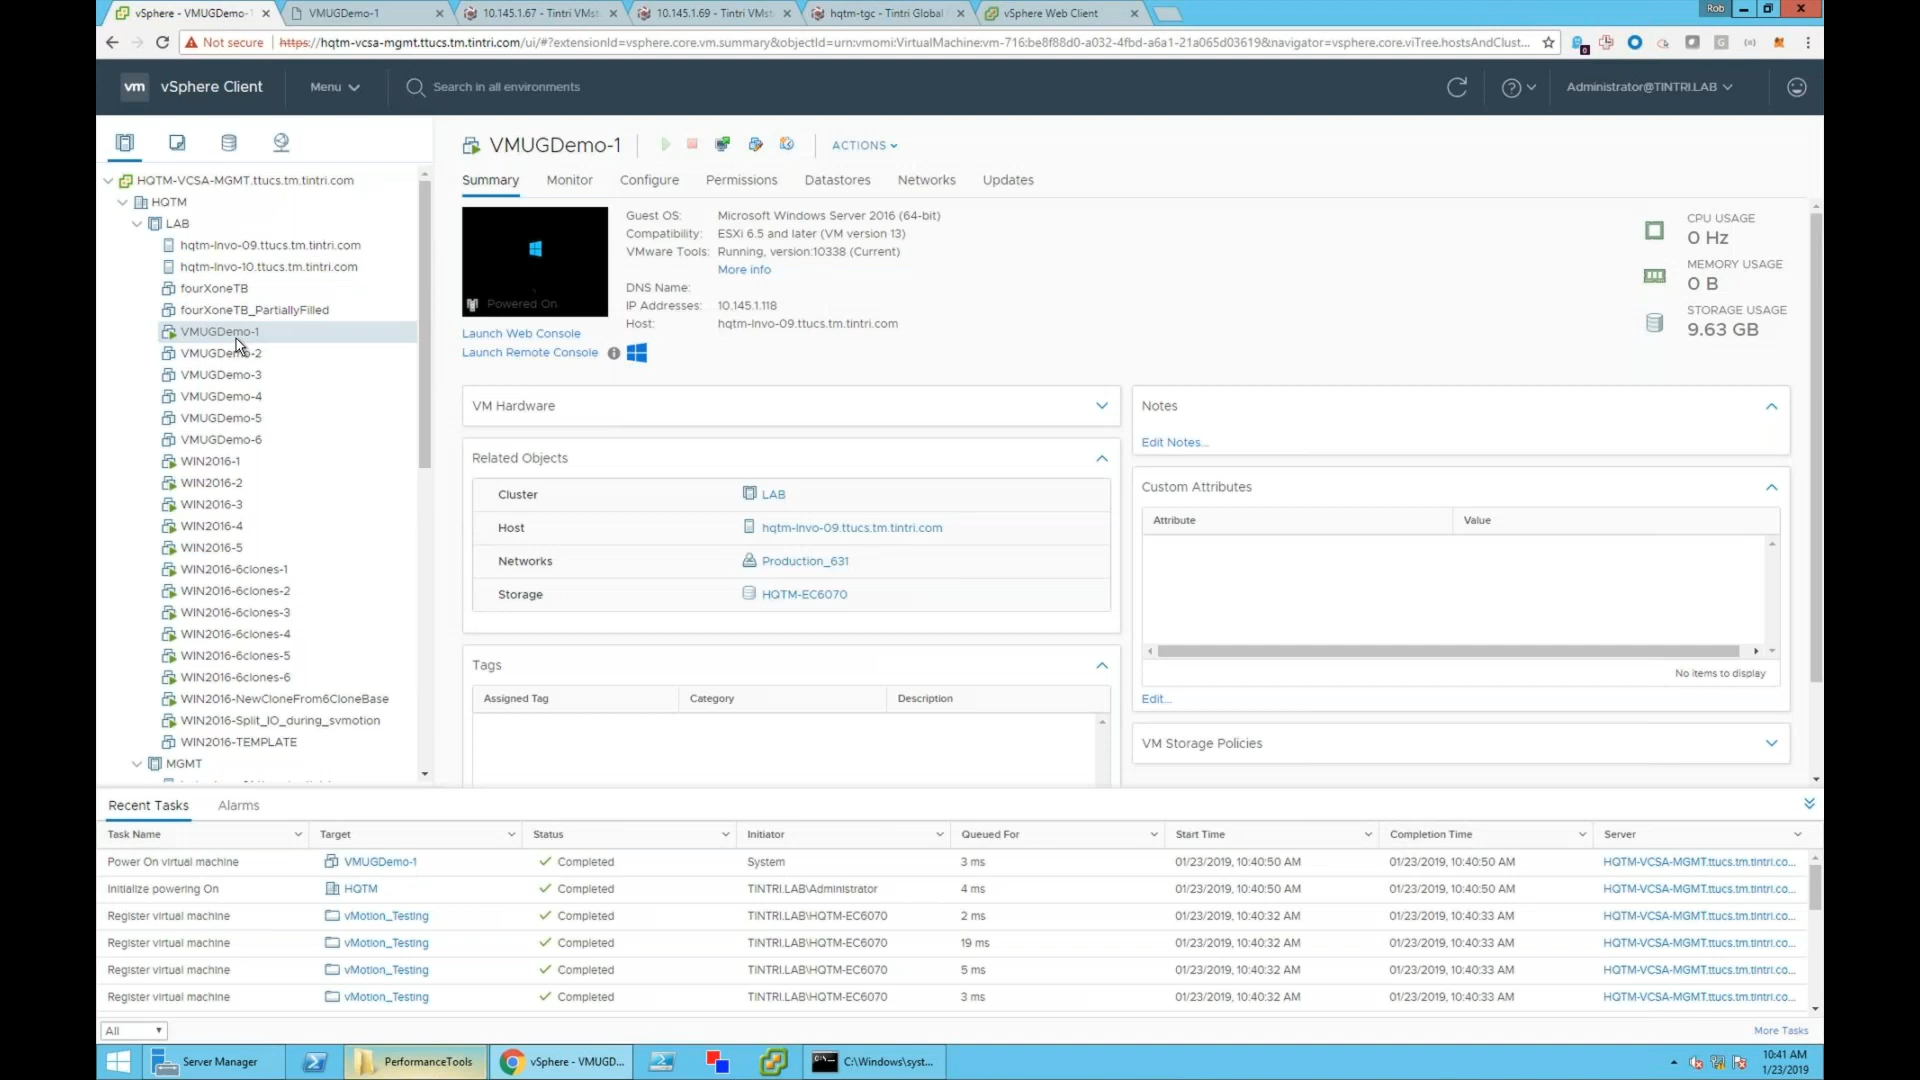 vSphere - VMUGDemo-
VMUGDemo-1
10.145.1.67 - Tintri VMst
10.145.1.69 - Tintri VMst
hqtm-tgc - Tintri Global
vSphere Web Client
Rob
Not secure
https://hqtm-vcsa-mgmt.ttucs.tm.tintri.com/ui/#?extensionId=vsphere.core.vm.summary&objectId=urn:vmomi:VirtualMachine:vm-716:be8f88d0-a032-4fbd-a6a1-21a065d03619&navigator=vsphere.core.viTree.hostsAndClust...
vm vSphere Client
Menu
Search in all environments
Administrator@TINTRI.LAB
HQTM-VCSA-MGMT.ttucs.tm.tintri.com
HQTM
LAB
hqtm-lnvo-09.ttucs.tm.tintri.com
hqtm-lnvo-10.ttucs.tm.tintri.com
fourXoneTB
fourXoneTB_PartiallyFilled
VMUGDemo-1
VMUGDemo-2
VMUGDemo-3
VMUGDemo-4
VMUGDemo-5
VMUGDemo-6
WIN2016-1
WIN2016-2
WIN2016-3
WIN2016-4
WIN2016-5
WIN2016-6clones-1
WIN2016-6clones-2
WIN2016-6clones-3
WIN2016-6clones-4
WIN2016-6clones-5
WIN2016-6clones-6
WIN2016-NewCloneFrom6CloneBase
WIN2016-Split_IO_during_svmotion
WIN2016-TEMPLATE
MGMT
VMUGDemo-1
ACTIONS
Summary
Monitor
Configure
Permissions
Datastores
Networks
Updates
Powered On
Launch Web Console
Launch Remote Console
Guest OS: Microsoft Windows Server 2016 (64-bit)
Compatibility: ESXi 6.5 and later (VM version 13)
VMware Tools: Running, version:10338 (Current)
More info
DNS Name:
IP Addresses: 10.145.1.118
Host: hqtm-lnvo-09.ttucs.tm.tintri.com
CPU USAGE
0 Hz
MEMORY USAGE
0 B
STORAGE USAGE
9.63 GB
VM Hardware
Related Objects
Cluster LAB
Host hqtm-lnvo-09.ttucs.tm.tintri.com
Networks Production_631
Storage HQTM-EC6070
Tags
Assigned Tag Category Description
Notes
Edit Notes...
Custom Attributes
Attribute Value
No items to display
Edit...
VM Storage Policies
Recent Tasks
Alarms
Task Name Target Status Initiator Queued For Start Time Completion Time Server
Power On virtual machine VMUGDemo-1 Completed System 3 ms 01/23/2019, 10:40:50 AM 01/23/2019, 10:40:50 AM HQTM-VCSA-MGMT.ttucs.tm.tintri.co...
Initialize powering On HQTM Completed TINTRI.LAB\Administrator 4 ms 01/23/2019, 10:40:50 AM 01/23/2019, 10:40:50 AM HQTM-VCSA-MGMT.ttucs.tm.tintri.co...
Register virtual machine vMotion_Testing Completed TINTRI.LAB\HQTM-EC6070 2 ms 01/23/2019, 10:40:32 AM 01/23/2019, 10:40:33 AM HQTM-VCSA-MGMT.ttucs.tm.tintri.co...
Register virtual machine vMotion_Testing Completed TINTRI.LAB\HQTM-EC6070 19 ms 01/23/2019, 10:40:32 AM 01/23/2019, 10:40:33 AM HQTM-VCSA-MGMT.ttucs.tm.tintri.co...
Register virtual machine vMotion_Testing Completed TINTRI.LAB\HQTM-EC6070 5 ms 01/23/2019, 10:40:32 AM 01/23/2019, 10:40:33 AM HQTM-VCSA-MGMT.ttucs.tm.tintri.co...
Register virtual machine vMotion_Testing Completed TINTRI.LAB\HQTM-EC6070 3 ms 01/23/2019, 10:40:32 AM 01/23/2019, 10:40:33 AM HQTM-VCSA-MGMT.ttucs.tm.tintri.co...
All
More Tasks
Server Manager
PerformanceTools
vSphere - VMUGD...
C:\Windows\syst...
10:41 AM
1/23/2019